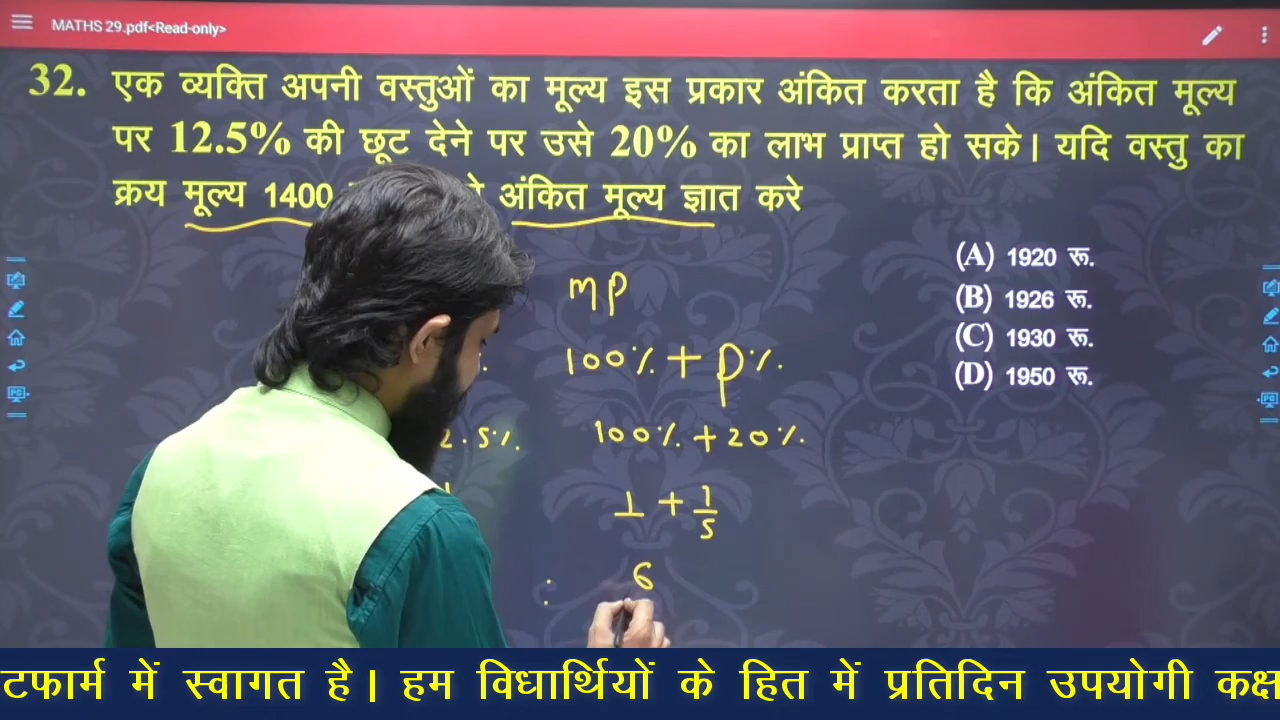 MATHS 29.pdf<Read-only>
32. एक व्यक्ति अपनी वस्तुओं का मूल्य इस प्रकार अंकित करता है कि अंकित मूल्य
पर 12.5% की छूट देने पर उसे 20% का लाभ प्राप्त हो सके। यदि वस्तु का
क्रय मूल्य 1400 अंकित मूल्य ज्ञात करे
(A) 1920 रू.
(B) 1926 रू.
(C) 1930 रू.
(D) 1950 रू.
MP
100% + P%.
2.5%. 100% + 20%.
1 1 + 1/5
: 6
टफार्म में स्वागत है। हम विधार्थियों के हित में प्रतिदिन उपयोगी कक्ष